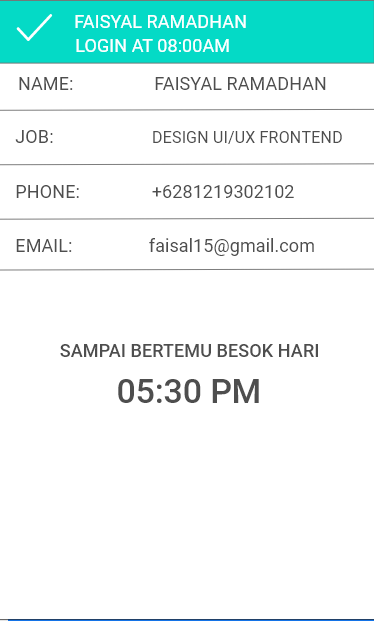 FAISYAL RAMADHAN
LOGIN AT 08:00AM
NAME: FAISYAL RAMADHAN
JOB: DESIGN UI/UX FRONTEND
PHONE: +6281219302102
EMAIL: faisal15@gmail.com
SAMPAI BERTEMU BESOK HARI
05:30 PM